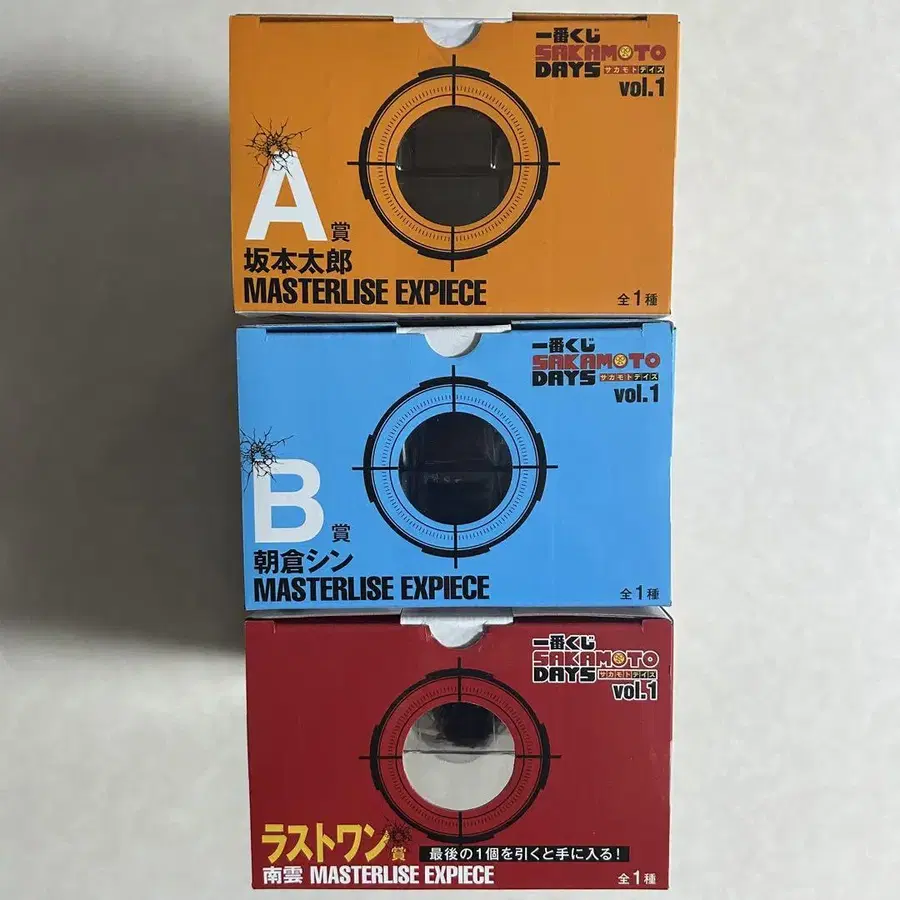 一番くじ
SAKAMOTO
DAYS サカモトデイズ
vol.1
A賞
坂本太郎
MASTERLISE EXPIECE
全1種
一番くじ
SAKAMOTO
DAYS サカモトデイズ
vol.1
B賞
朝倉シン
MASTERLISE EXPIECE
全1種
一番くじ
SAKAMOTO
DAYS サカモトデイズ
vol.1
ラストワン賞 最後の1個を引くと手に入る!
南雲 MASTERLISE EXPIECE
全1種